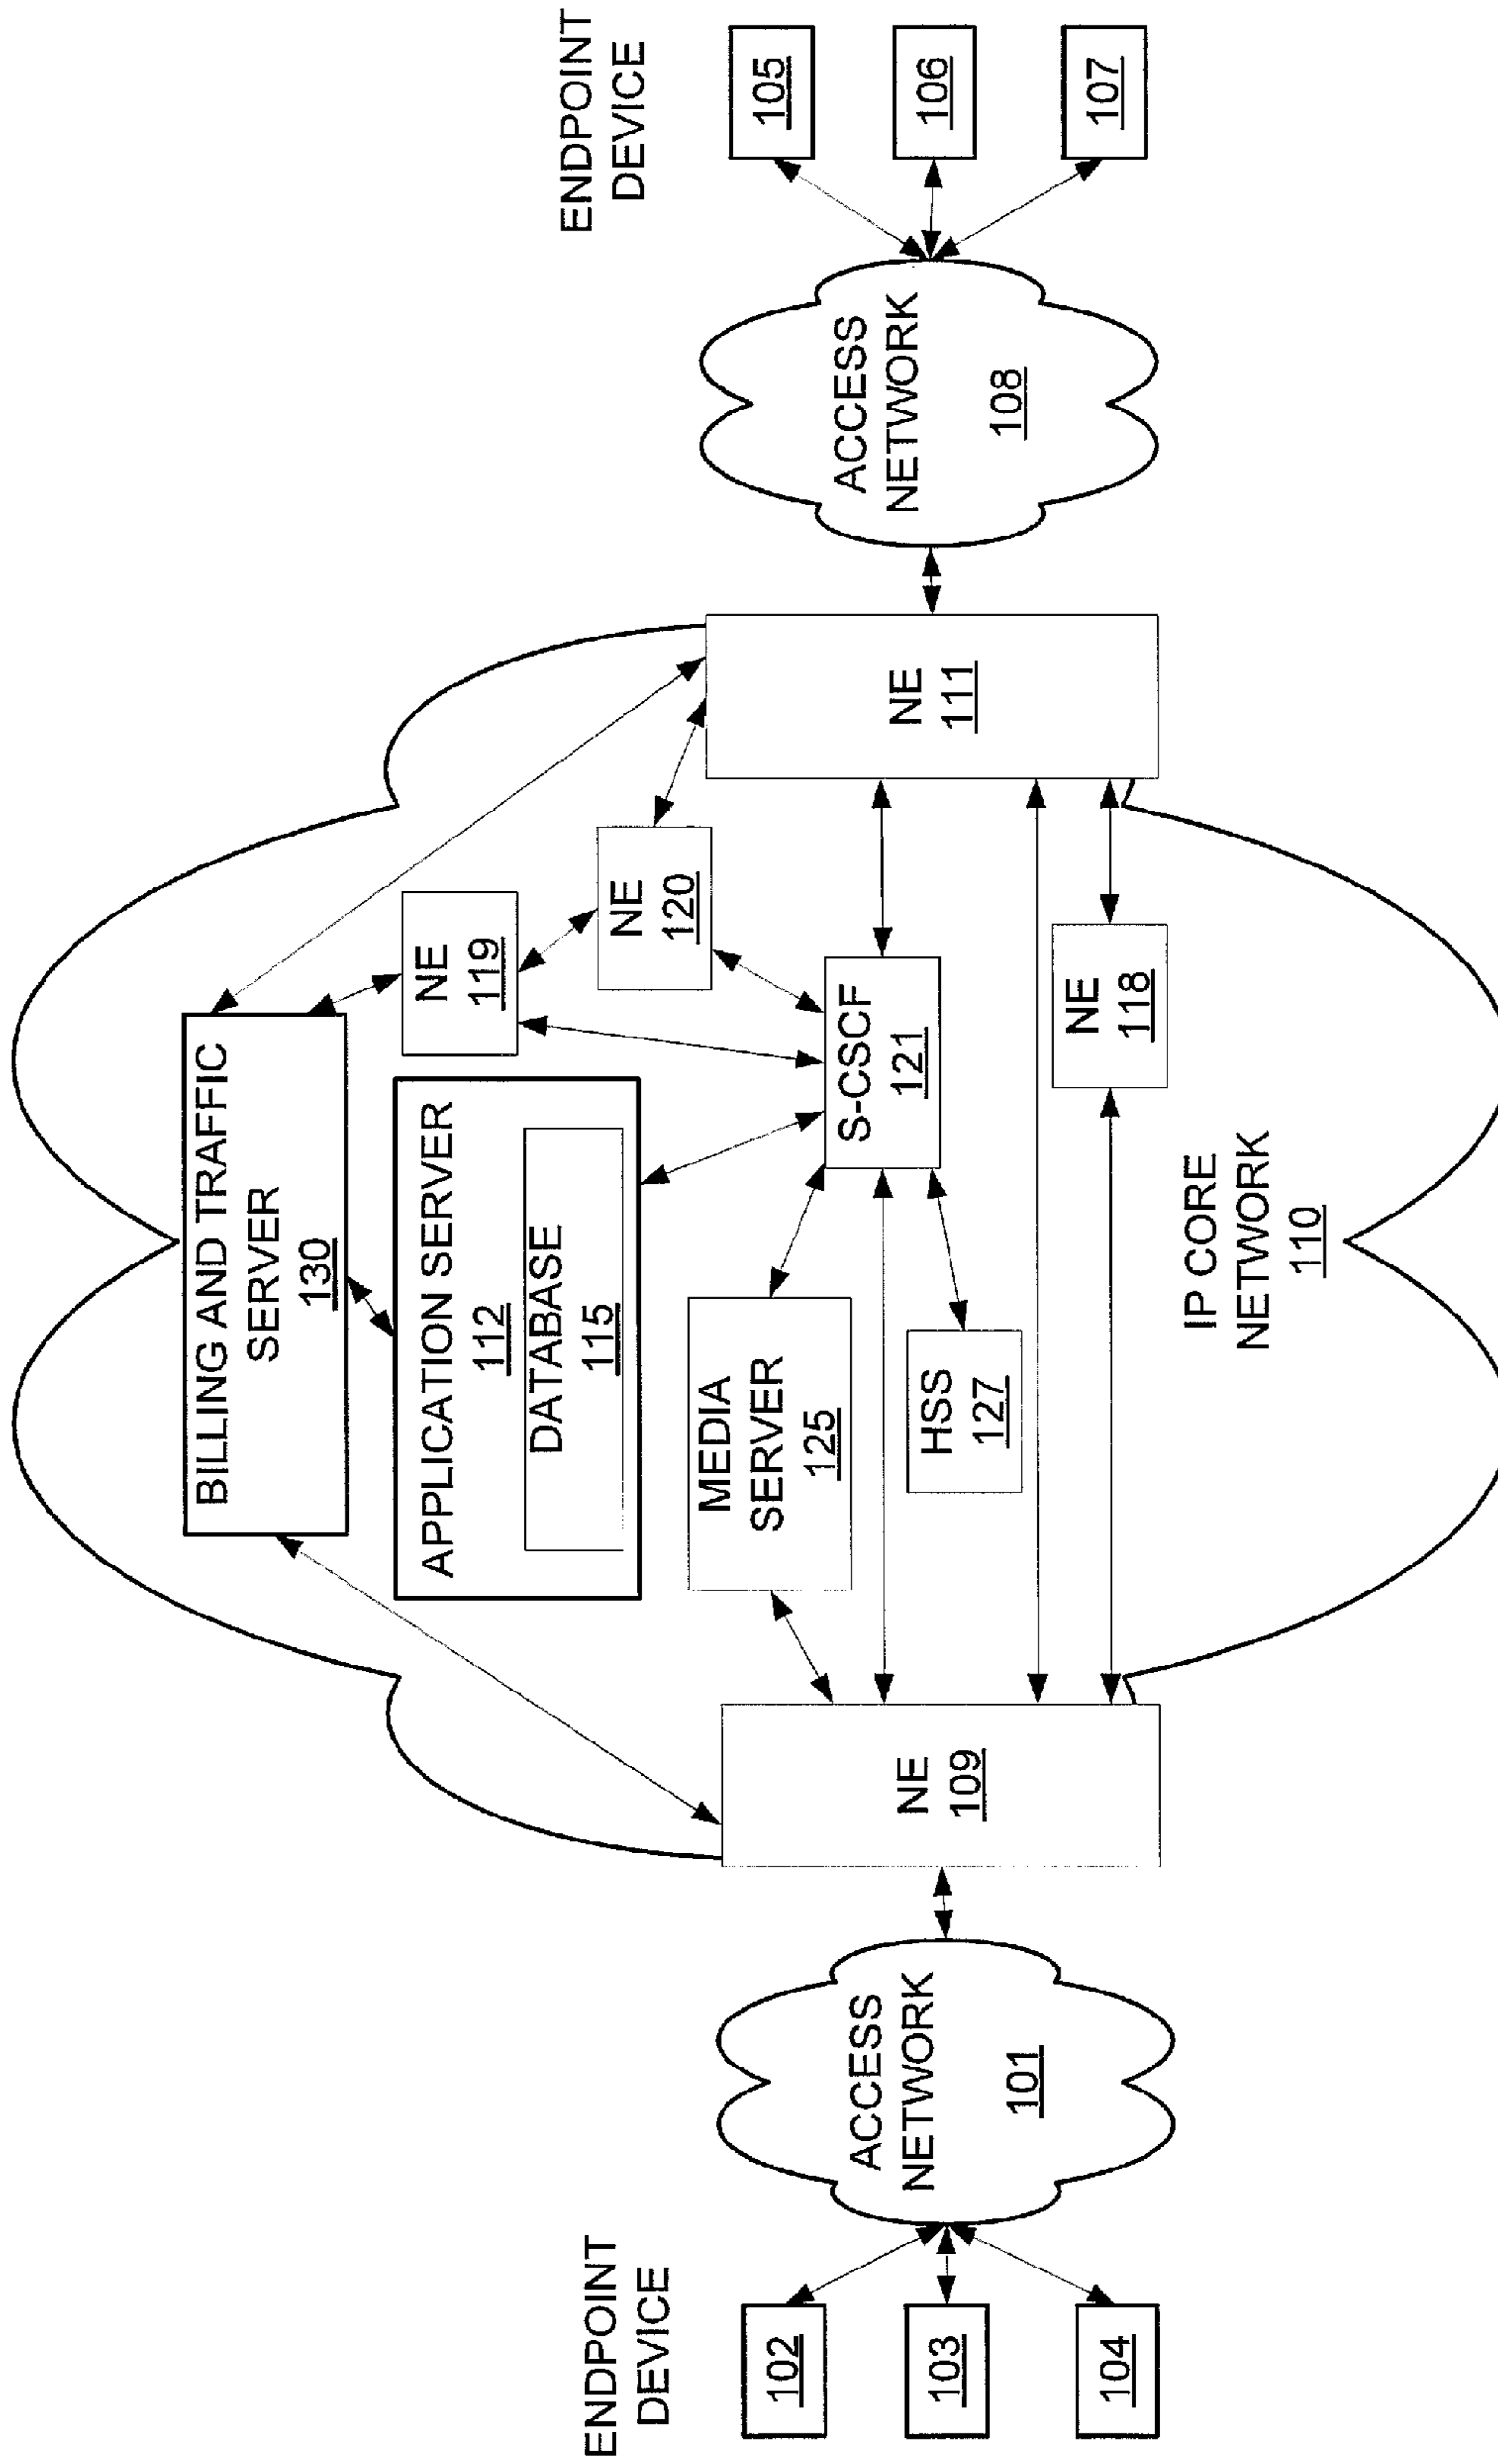 ENDPOINT
DEVICE
102
103
104
ACCESS
NETWORK
101
NE
109
BILLING AND TRAFFIC
SERVER
130
APPLICATION SERVER
112
DATABASE
115
MEDIA
SERVER
125
HSS
127
S-CSCF
121
NE
119
NE
120
NE
118
IP CORE
NETWORK
110
NE
111
ACCESS
NETWORK
108
ENDPOINT
DEVICE
105
106
107